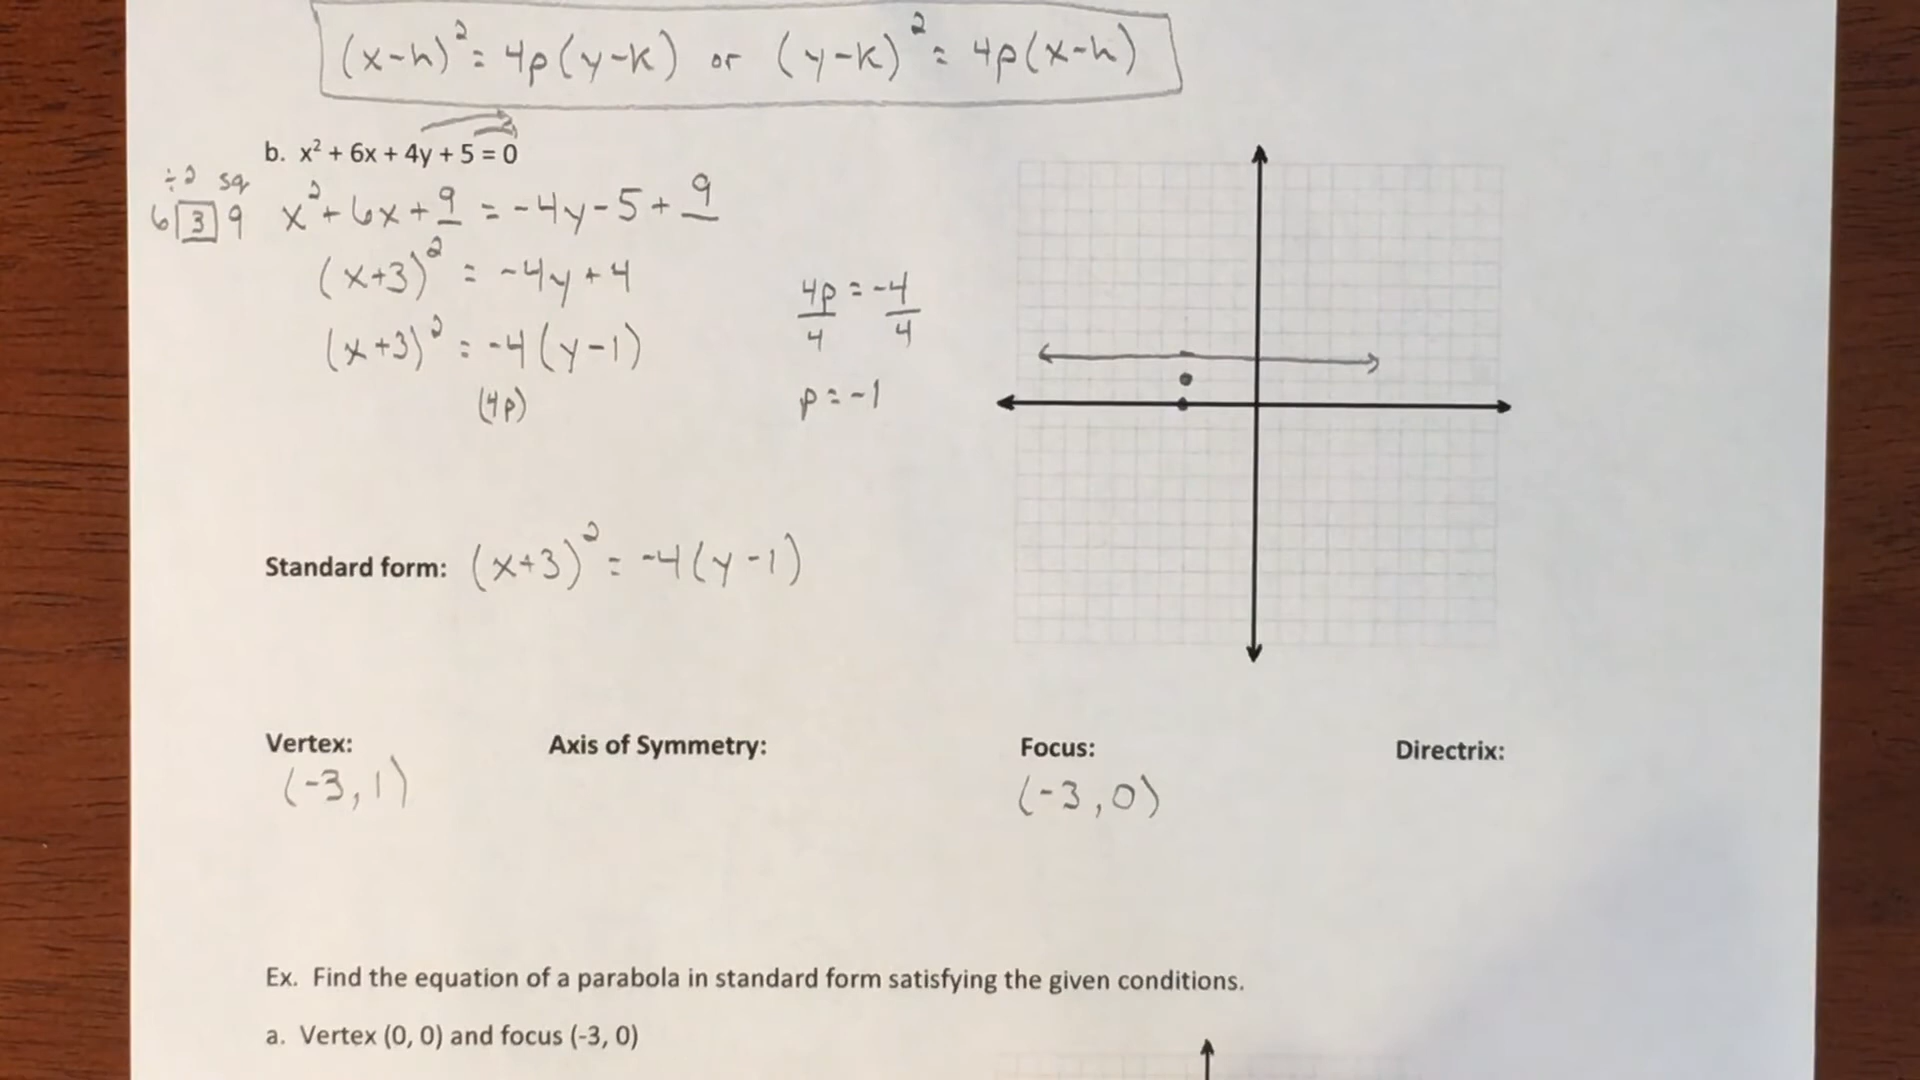 (x-h)² = 4p(y-k) or (y-k)² = 4p(x-h)
b. x² + 6x + 4y + 5 = 0
÷2 sq
6 3 9 x² + 6x + 9 = -4y - 5 + 9
(x+3)² = -4y + 4
4p = -4
4 4
(x+3)² = -4(y-1)
(4p)
p = -1
Standard form: (x+3)² = -4(y-1)
Vertex: Axis of Symmetry: Focus: Directrix:
(-3, 1) (-3, 0)
Ex. Find the equation of a parabola in standard form satisfying the given conditions.
a. Vertex (0, 0) and focus (-3, 0)